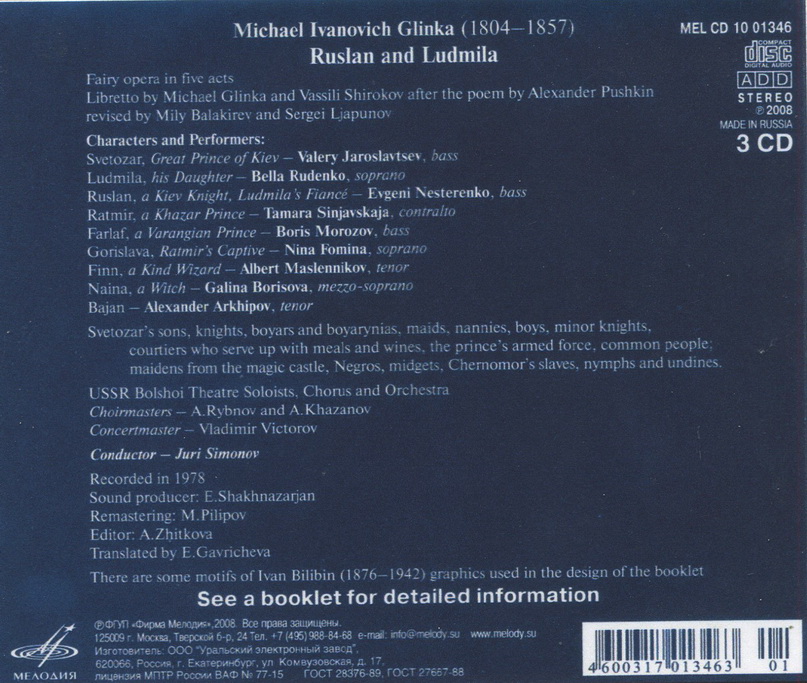 Michael Ivanovich Glinka (1804–1857)
Ruslan and Ludmila
MEL CD 10 01346
COMPACT
disc
DIGITAL AUDIO
ADD
STEREO
℗ 2008
MADE IN RUSSIA
3 CD
Fairy opera in five acts
Libretto by Michael Glinka and Vassili Shirokov after the poem by Alexander Pushkin
revised by Mily Balakirev and Sergei Ljapunov
Characters and Performers:
Svetozar, Great Prince of Kiev – Valery Jaroslavtsev, bass
Ludmila, his Daughter – Bella Rudenko, soprano
Ruslan, a Kiev Knight, Ludmila's Fiancé – Evgeni Nesterenko, bass
Ratmir, a Khazar Prince – Tamara Sinjavskaja, contralto
Farlaf, a Varangian Prince – Boris Morozov, bass
Gorislava, Ratmir's Captive – Nina Fomina, soprano
Finn, a Kind Wizard – Albert Maslennikov, tenor
Naina, a Witch – Galina Borisova, mezzo-soprano
Bajan – Alexander Arkhipov, tenor
Svetozar's sons, knights, boyars and boyarynias, maids, nannies, boys, minor knights,
courtiers who serve up with meals and wines, the prince's armed force, common people;
maidens from the magic castle, Negros, midgets, Chernomor's slaves, nymphs and undines.
USSR Bolshoi Theatre Soloists, Chorus and Orchestra
Choirmasters – A.Rybnov and A.Khazanov
Concertmaster – Vladimir Victorov
Conductor – Juri Simonov
Recorded in 1978
Sound producer: E.Shakhnazarjan
Remastering: M.Pilipov
Editor: A.Zhitkova
Translated by E.Gavricheva
There are some motifs of Ivan Bilibin (1876–1942) graphics used in the design of the booklet
See a booklet for detailed information
МЕЛОДИЯ
℗ ФГУП «Фирма Мелодия»,2008. Все права защищены.
125009 г. Москва, Тверской б-р, 24 Тел. +7 (495) 988-84-68 e-mail: info@melody.su www.melody.su
Изготовитель: ООО "Уральский электронный завод",
620066, Россия, г. Екатеринбург, ул Комвузовская, д. 17,
лицензия МПТР России ВАФ № 77-15 ГОСТ 28376-89, ГОСТ 27667-88
4 600317 013463 01